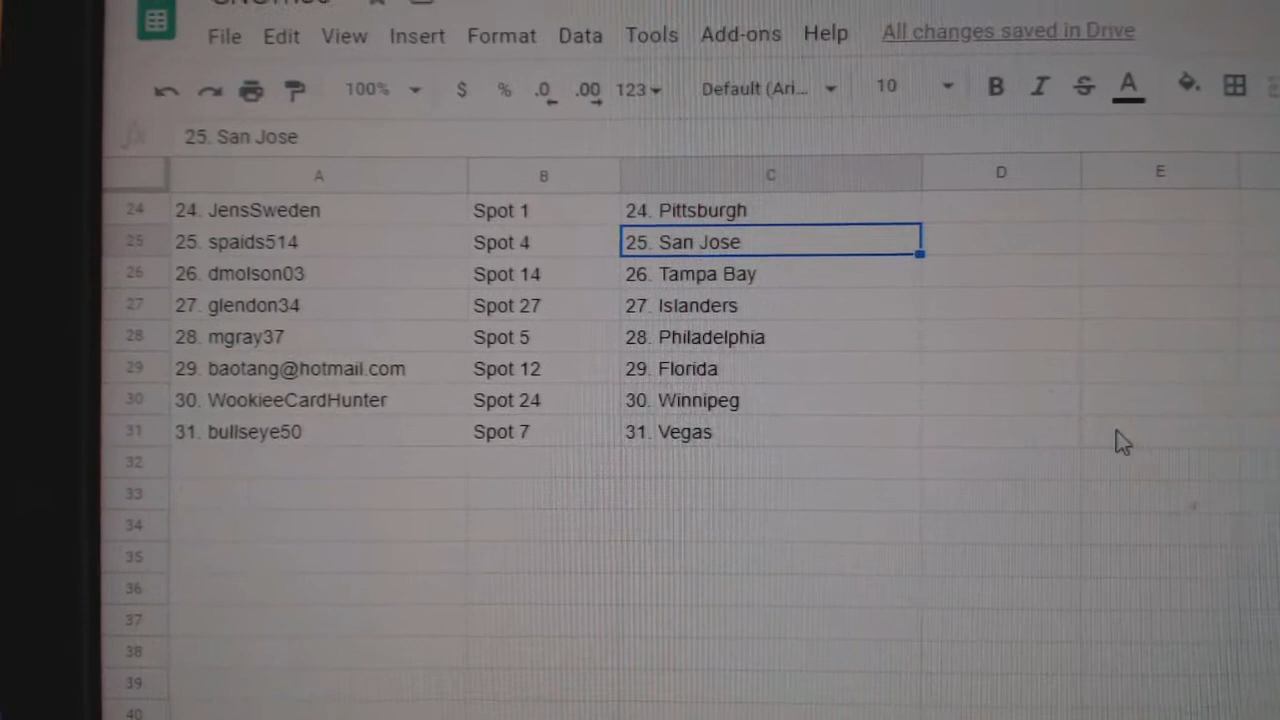 File Edit View Insert Format Data Tools Add-ons Help All changes saved in Drive
100% $ % .0 .00 123 Default (Ari... 10 B I S A
fx 25. San Jose
A B C D E
24 24. JensSweden Spot 1 24. Pittsburgh
25 25. spaids514 Spot 4 25. San Jose
26 26. dmolson03 Spot 14 26. Tampa Bay
27 27. glendon34 Spot 27 27. Islanders
28 28. mgray37 Spot 5 28. Philadelphia
29 29. baotang@hotmail.com Spot 12 29. Florida
30 30. WookieeCardHunter Spot 24 30. Winnipeg
31 31. bullseye50 Spot 7 31. Vegas
32
33
34
35
36
37
38
39
40